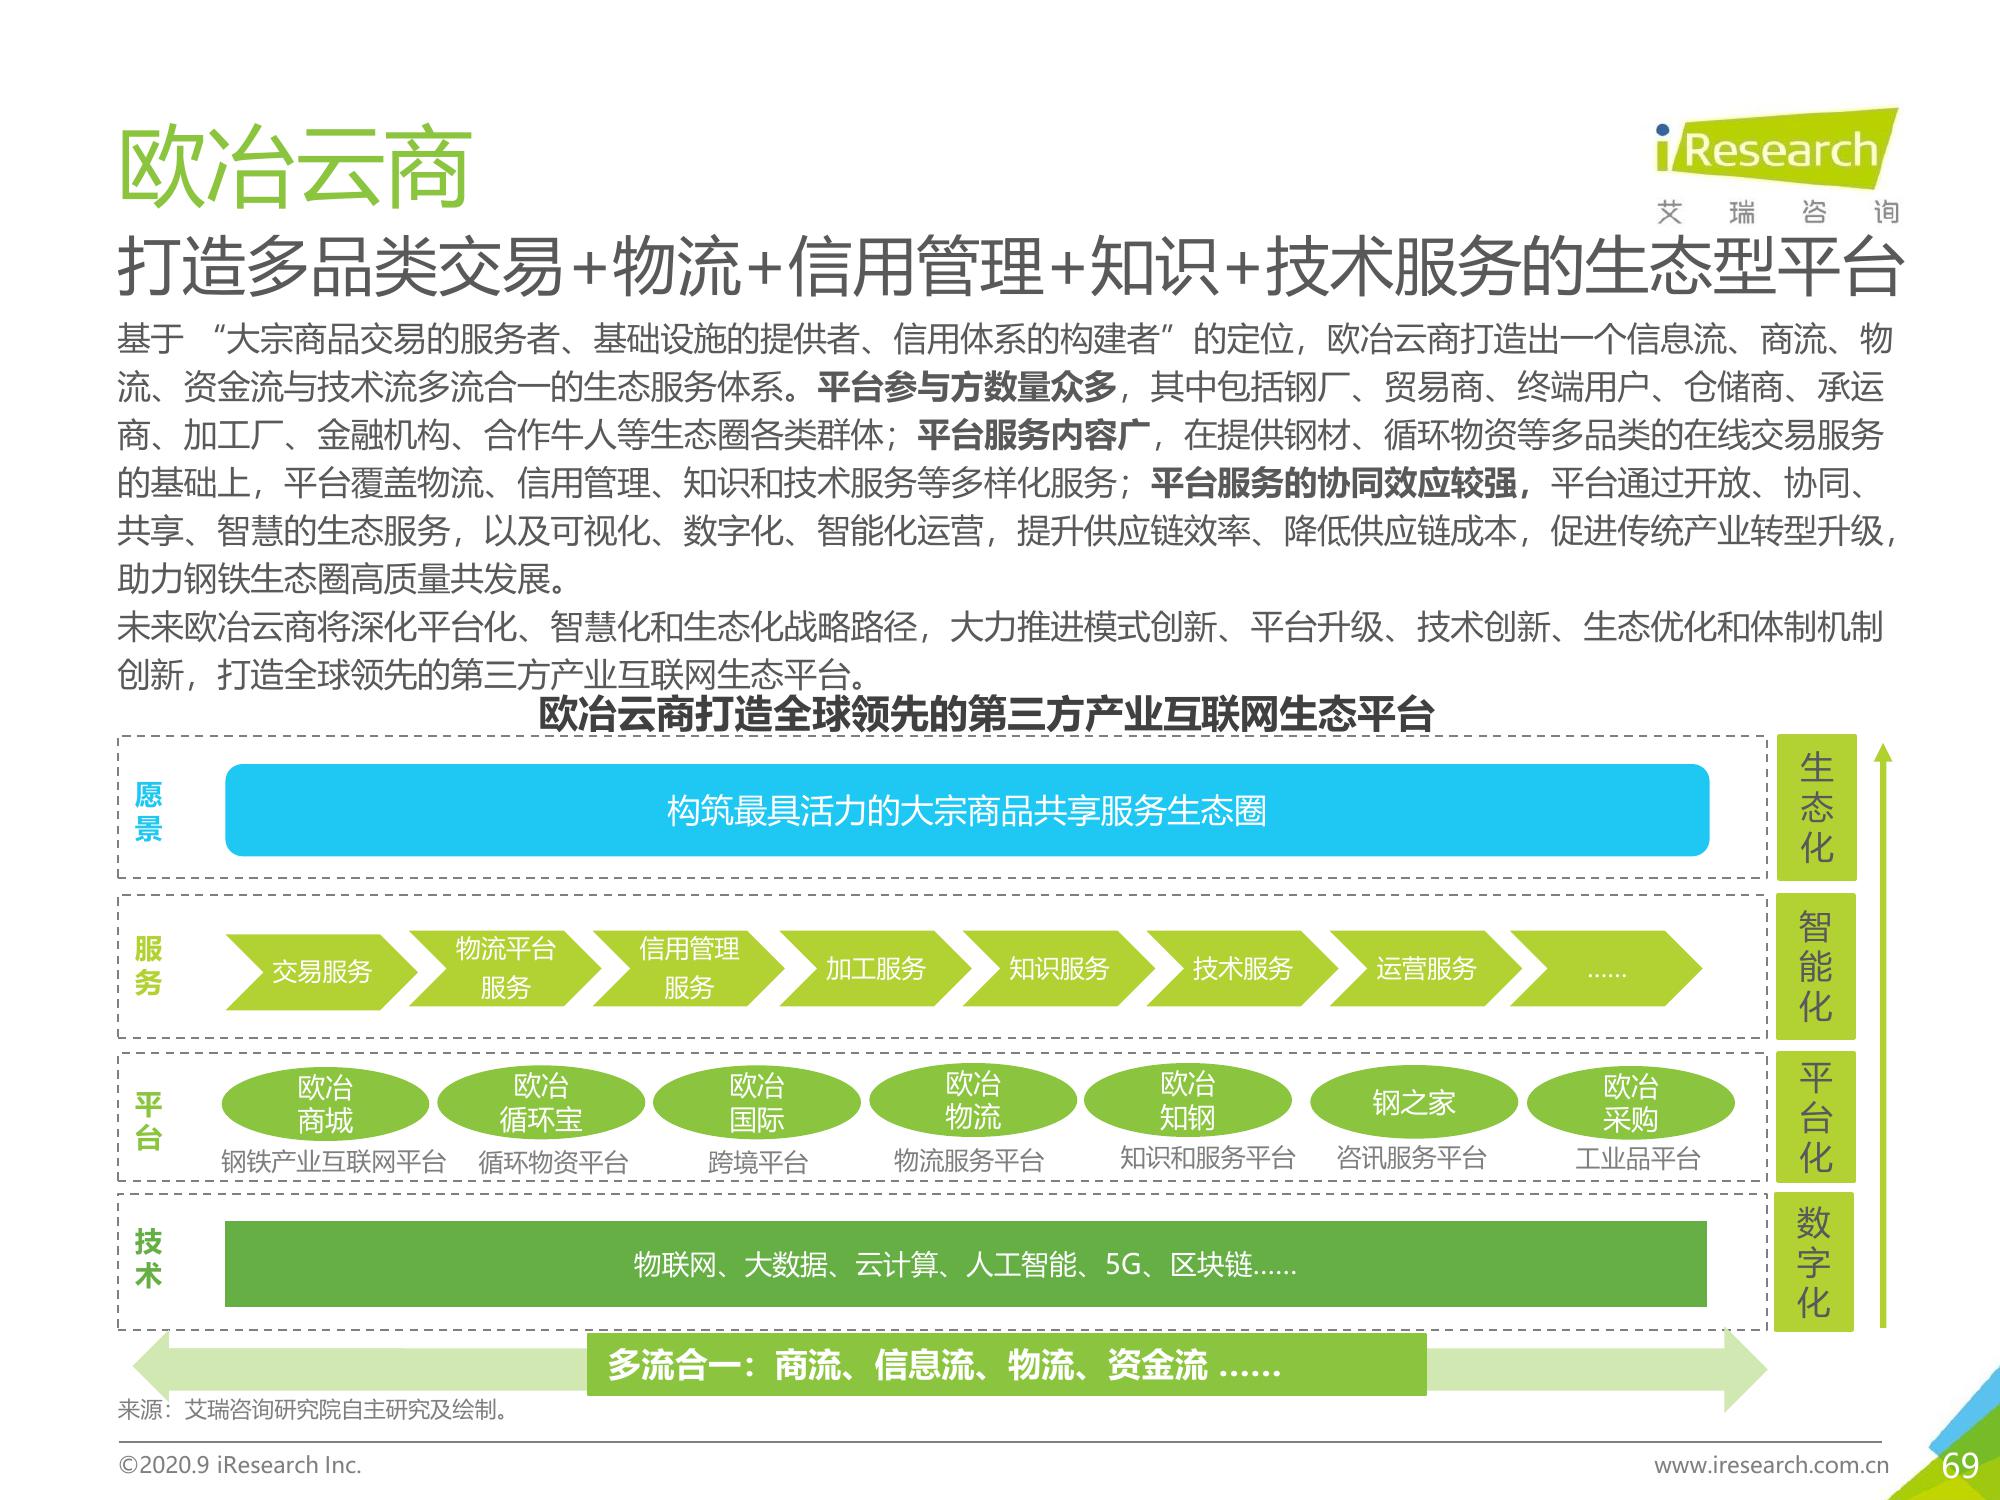 欧冶云商
iResearch
艾瑞咨询
打造多品类交易+物流+信用管理+知识+技术服务的生态型平台
基于 “大宗商品交易的服务者、基础设施的提供者、信用体系的构建者”的定位，欧冶云商打造出一个信息流、商流、物
流、资金流与技术流多流合一的生态服务体系。平台参与方数量众多，其中包括钢厂、贸易商、终端用户、仓储商、承运
商、加工厂、金融机构、合作牛人等生态圈各类群体；平台服务内容广，在提供钢材、循环物资等多品类的在线交易服务
的基础上，平台覆盖物流、信用管理、知识和技术服务等多样化服务；平台服务的协同效应较强，平台通过开放、协同、
共享、智慧的生态服务，以及可视化、数字化、智能化运营，提升供应链效率、降低供应链成本，促进传统产业转型升级，
助力钢铁生态圈高质量共发展。
未来欧冶云商将深化平台化、智慧化和生态化战略路径，大力推进模式创新、平台升级、技术创新、生态优化和体制机制
创新，打造全球领先的第三方产业互联网生态平台。
欧冶云商打造全球领先的第三方产业互联网生态平台
愿景
构筑最具活力的大宗商品共享服务生态圈
生态化
服务
交易服务
物流平台
服务
信用管理
服务
加工服务
知识服务
技术服务
运营服务
......
智能化
平台
欧冶
商城
欧冶
循环宝
欧冶
国际
欧冶
物流
欧冶
知钢
钢之家
欧冶
采购
钢铁产业互联网平台
循环物资平台
跨境平台
物流服务平台
知识和服务平台
咨讯服务平台
工业品平台
平台化
技术
物联网、大数据、云计算、人工智能、5G、区块链......
数字化
多流合一：商流、信息流、物流、资金流 ......
来源：艾瑞咨询研究院自主研究及绘制。
©2020.9 iResearch Inc.
www.iresearch.com.cn
69